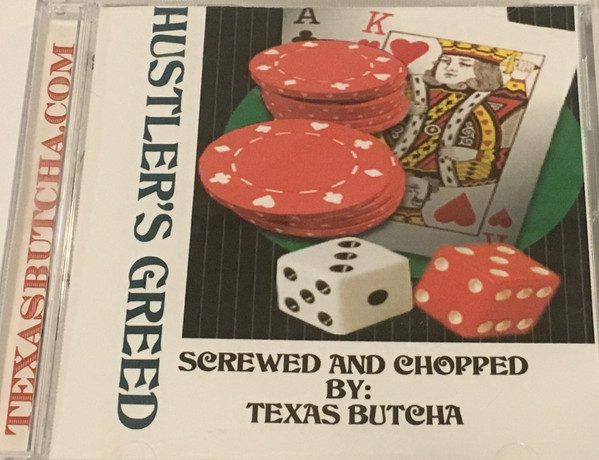 TEXASBUTCHA.COM
HUSTLER'S GREED
A
K
K
SCREWED AND CHOPPED
BY:
TEXAS BUTCHA